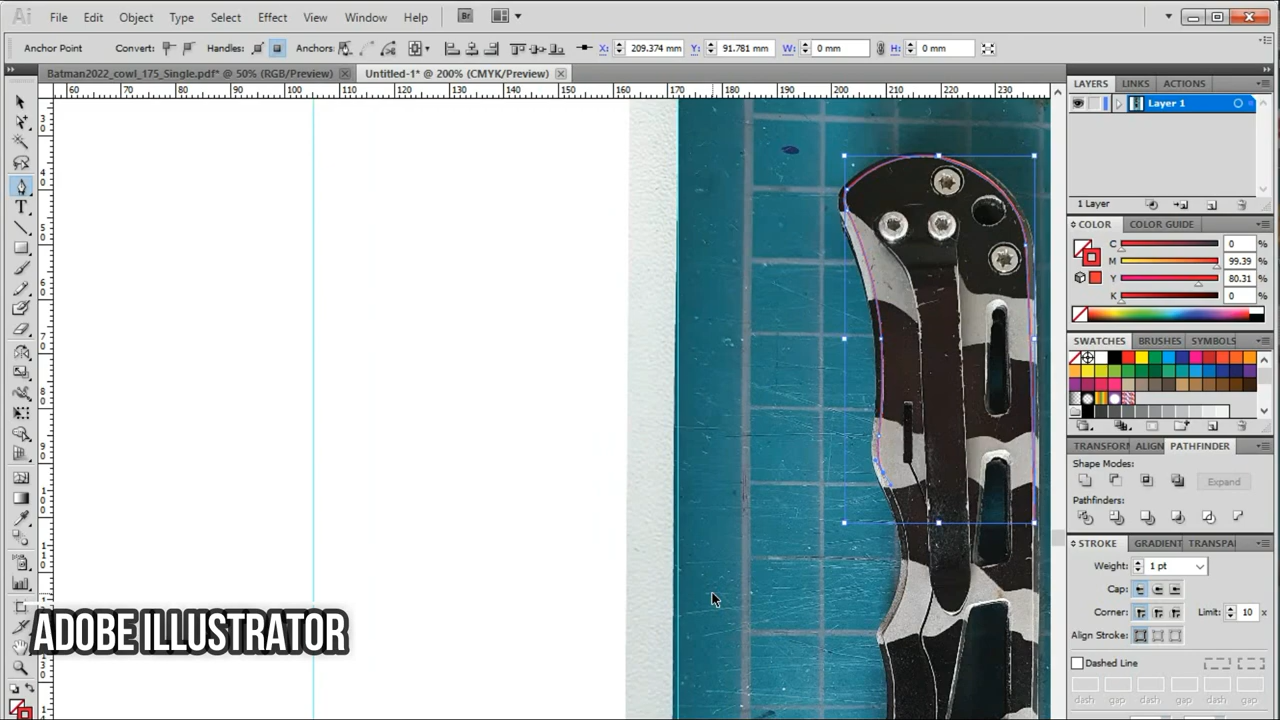 Ai File Edit Object Type Select Effect View Window Help Br
Anchor Point Convert: Handles: Anchors: X: 209.374 mm Y: 91.781 mm W: 0 mm H: 0 mm
Batman2022_cowl_175_Single.pdf* @ 50% (RGB/Preview) Untitled-1* @ 200% (CMYK/Preview)
60 70 80 90 100 110 120 130 140 150 160 170 180 190 200 210 220 230
LAYERS LINKS ACTIONS
Layer 1
1 Layer
COLOR COLOR GUIDE
C 0 %
M 99.39 %
Y 80.31 %
K 0 %
SWATCHES BRUSHES SYMBOLS
TRANSFORM ALIGN PATHFINDER
Shape Modes:
Expand
Pathfinders:
STROKE GRADIENT TRANSPA
Weight: 1 pt
Cap:
Corner: Limit: 10 x
Align Stroke:
Dashed Line
dash gap dash gap dash gap
ADOBE ILLUSTRATOR